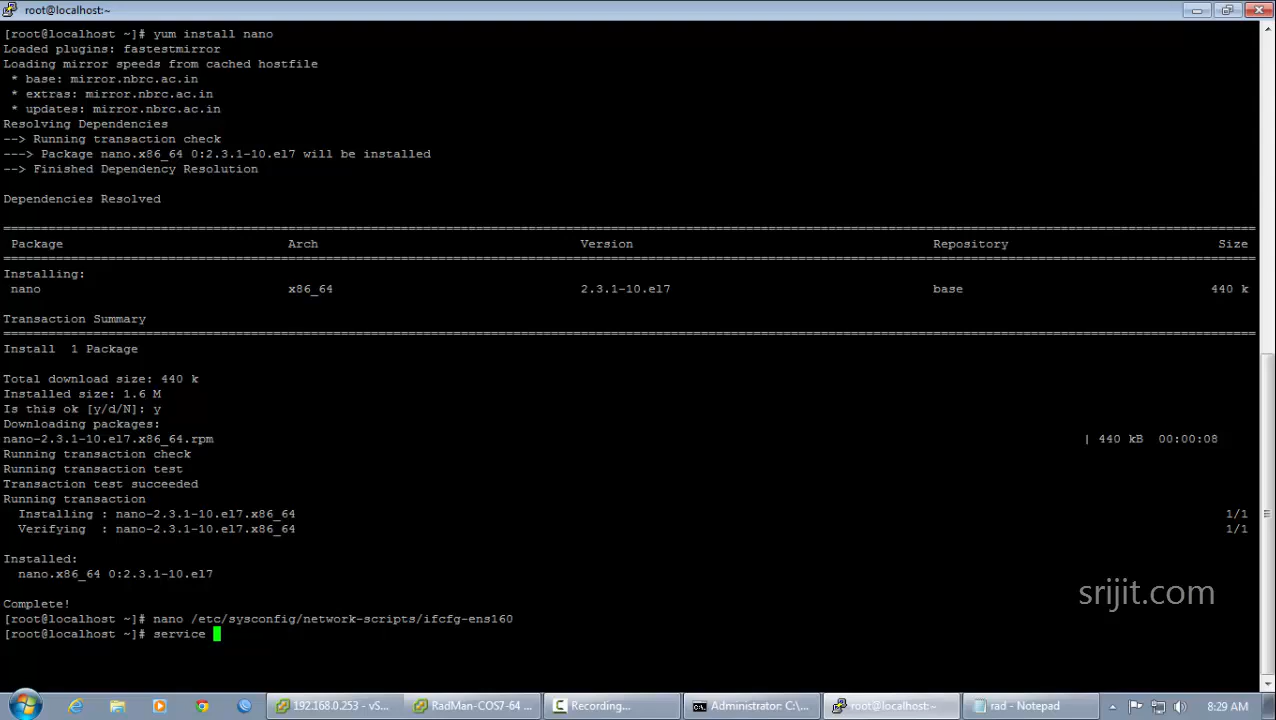 root@localhost:~
[root@localhost ~]# yum install nano
Loaded plugins: fastestmirror
Loading mirror speeds from cached hostfile
 * base: mirror.nbrc.ac.in
 * extras: mirror.nbrc.ac.in
 * updates: mirror.nbrc.ac.in
Resolving Dependencies
--> Running transaction check
---> Package nano.x86_64 0:2.3.1-10.el7 will be installed
--> Finished Dependency Resolution
Dependencies Resolved
================================================================================
Package Arch Version Repository Size
================================================================================
Installing:
nano x86_64 2.3.1-10.el7 base 440 k
Transaction Summary
================================================================================
Install  1 Package
Total download size: 440 k
Installed size: 1.6 M
Is this ok [y/d/N]: y
Downloading packages:
nano-2.3.1-10.el7.x86_64.rpm | 440 kB  00:00:08
Running transaction check
Running transaction test
Transaction test succeeded
Running transaction
  Installing : nano-2.3.1-10.el7.x86_64 1/1
  Verifying  : nano-2.3.1-10.el7.x86_64 1/1
Installed:
  nano.x86_64 0:2.3.1-10.el7
Complete!
[root@localhost ~]# nano /etc/sysconfig/network-scripts/ifcfg-ens160
[root@localhost ~]# service
srijit.com
192.168.0.253 - vS... RadMan-COS7-64 ... Recording... Administrator: C:\... root@localhost:~ rad - Notepad 8:29 AM